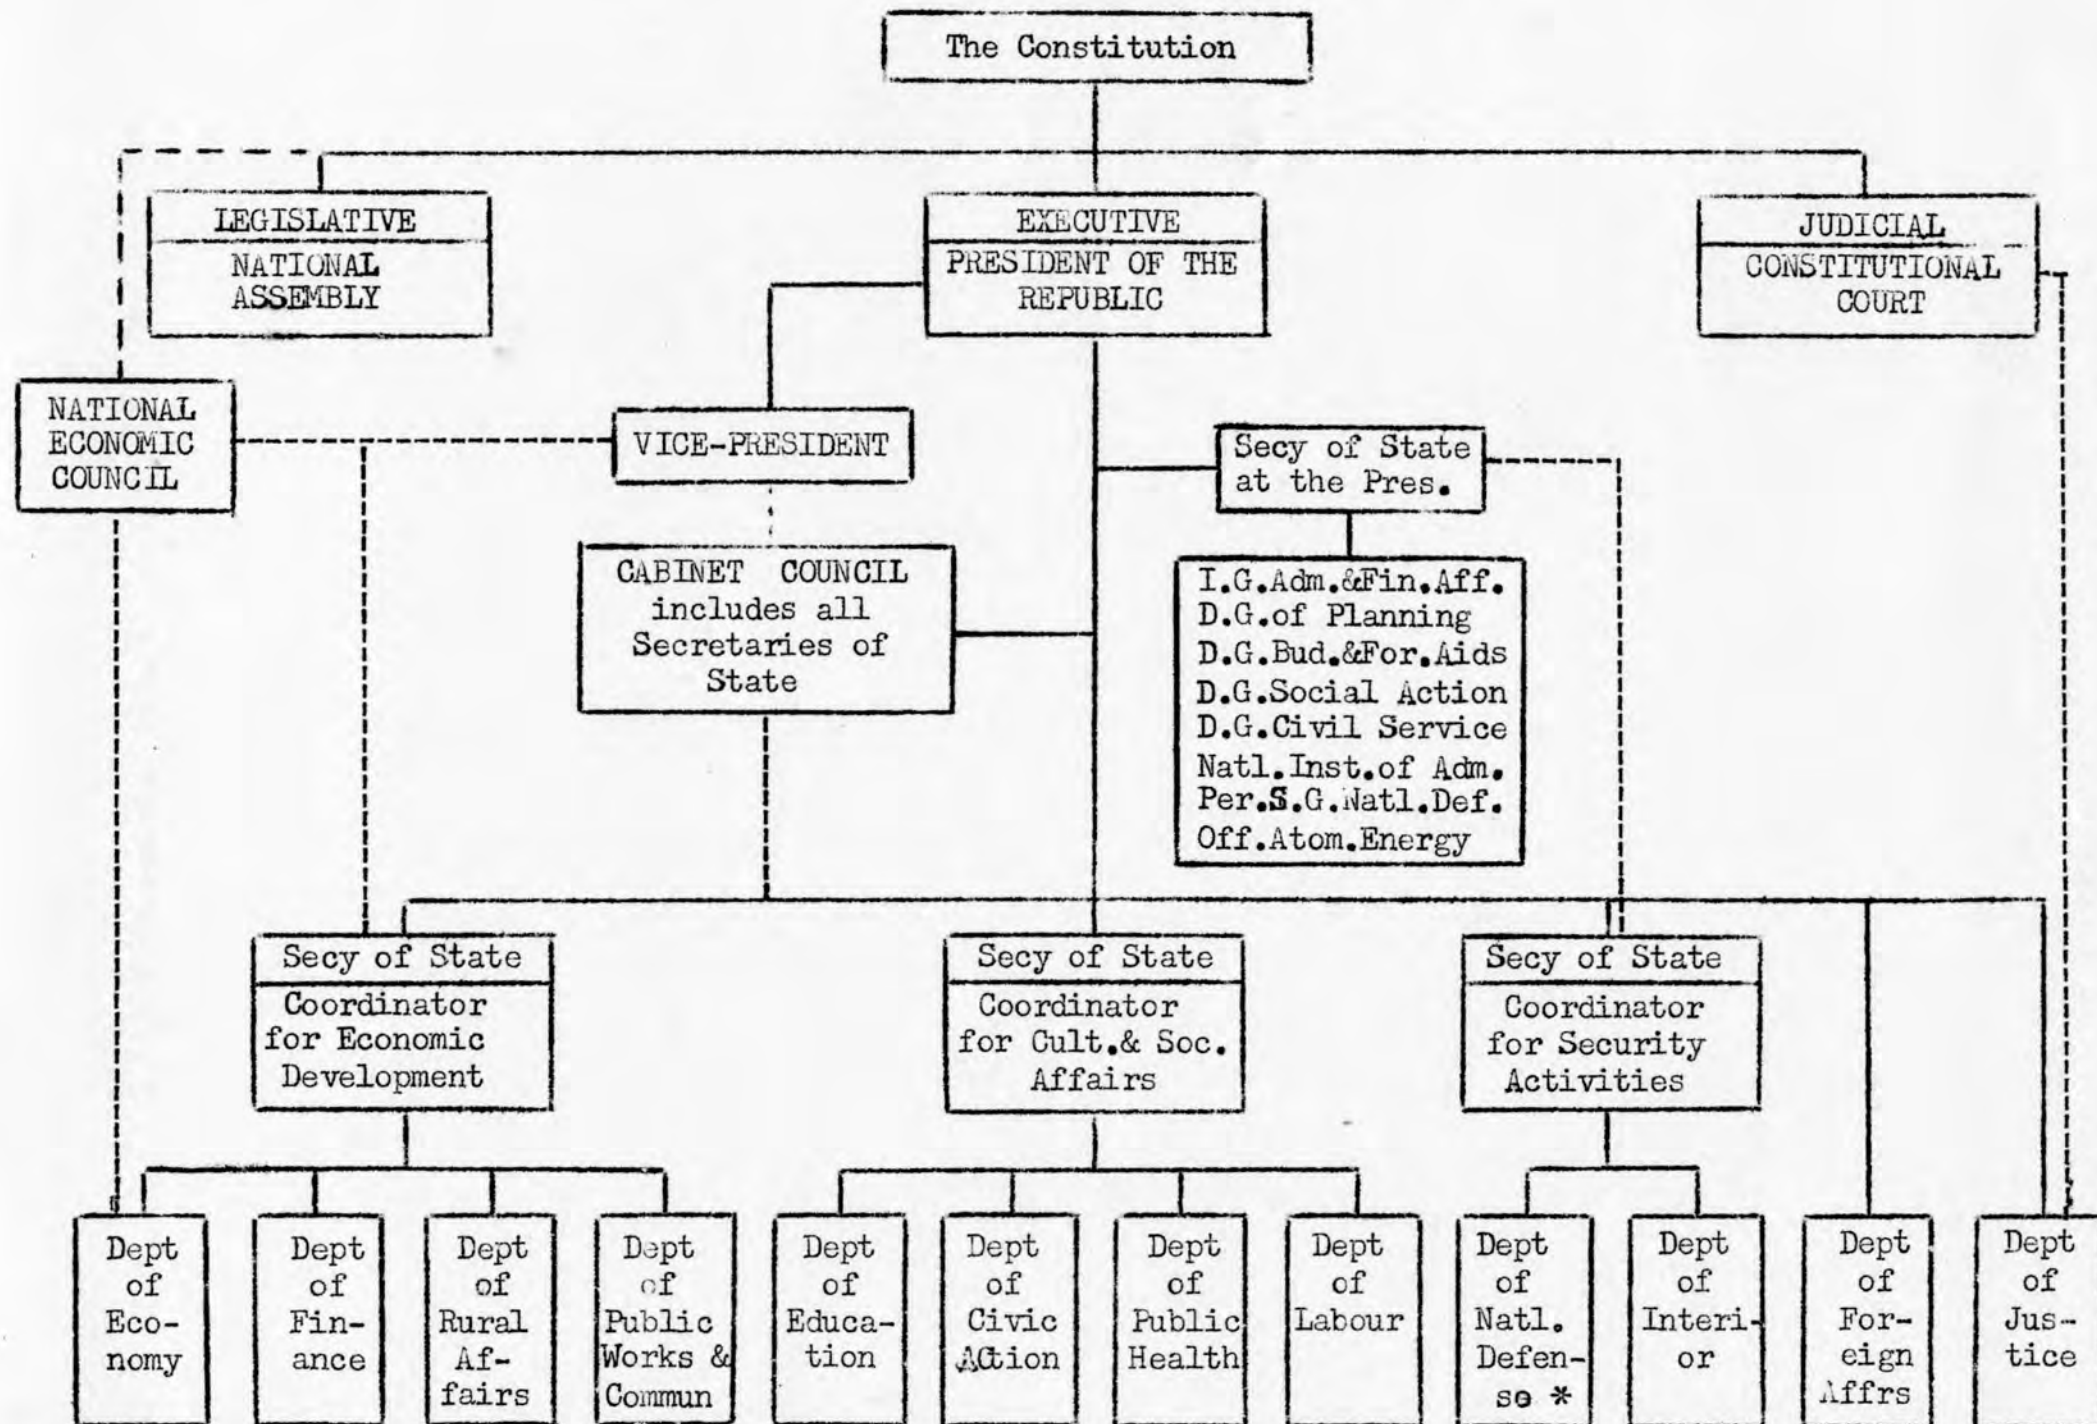 The Constitution
LEGISLATIVE
NATIONAL
ASSEMBLY
EXECUTIVE
PRESIDENT OF THE
REPUBLIC
JUDICIAL
CONSTITUTIONAL
COURT
NATIONAL
ECONOMIC
COUNCIL
VICE-PRESIDENT
Secy of State
at the Pres.
CABINET COUNCIL
includes all
Secretaries of
State
I.G.Adm.&Fin.Aff.
D.G.of Planning
D.G.Bud.&For.Aids
D.G.Social Action
D.G.Civil Service
Natl.Inst.of Adm.
Per.S.G.Natl.Def.
Off.Atom.Energy
Secy of State
Coordinator
for Economic
Development
Secy of State
Coordinator
for Cult.& Soc.
Affairs
Secy of State
Coordinator
for Security
Activities
Dept
of
Eco-
nomy
Dept
of
Fin-
ance
Dept
of
Rural
Af-
fairs
Dept
of
Public
Works &
Commun
Dept
of
Educa-
tion
Dept
of
Civic
Action
Dept
of
Public
Health
Dept
of
Labour
Dept
of
Natl.
Defen-
se *
Dept
of
Interi-
or
Dept
of
For-
eign
Affrs
Dept
of
Jus-
tice